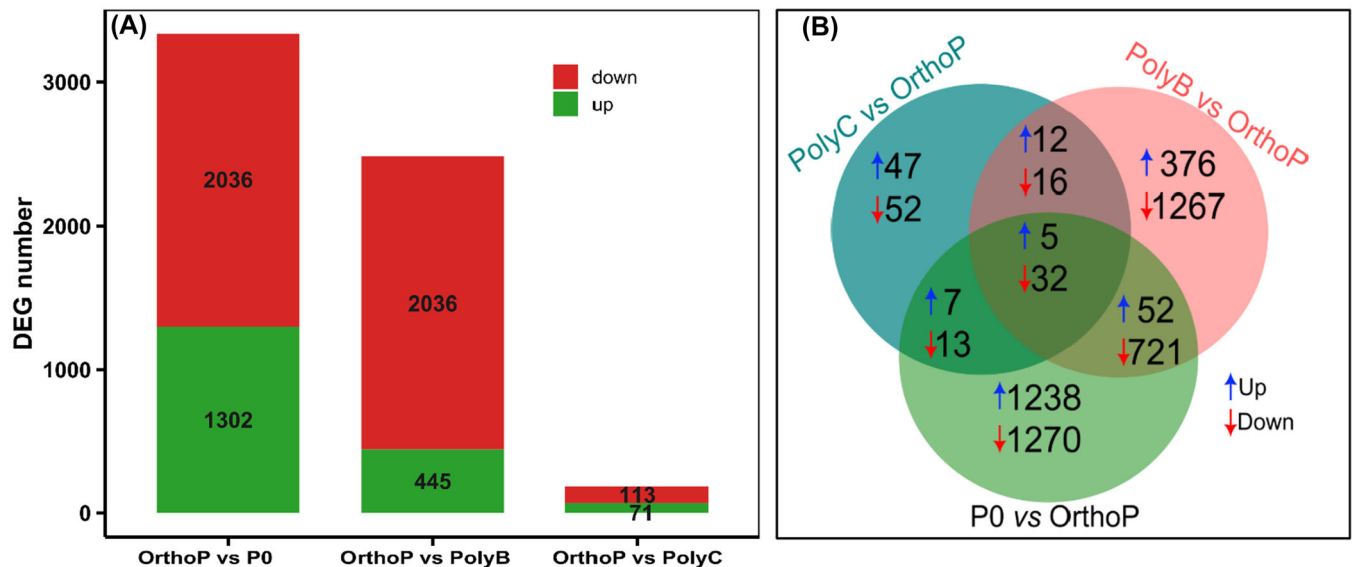 (A)
DEG number
3000
2000
1000
0
down
up
2036
1302
2036
445
113
71
OrthoP vs P0
OrthoP vs PolyB
OrthoP vs PolyC
(B)
PolyC vs OrthoP
PolyB vs OrthoP
↑47
↓52
↑12
↓16
↑376
↓1267
↑5
↓32
↑7
↓13
↑52
↓721
↑1238
↓1270
↑Up
↓Down
P0 vs OrthoP